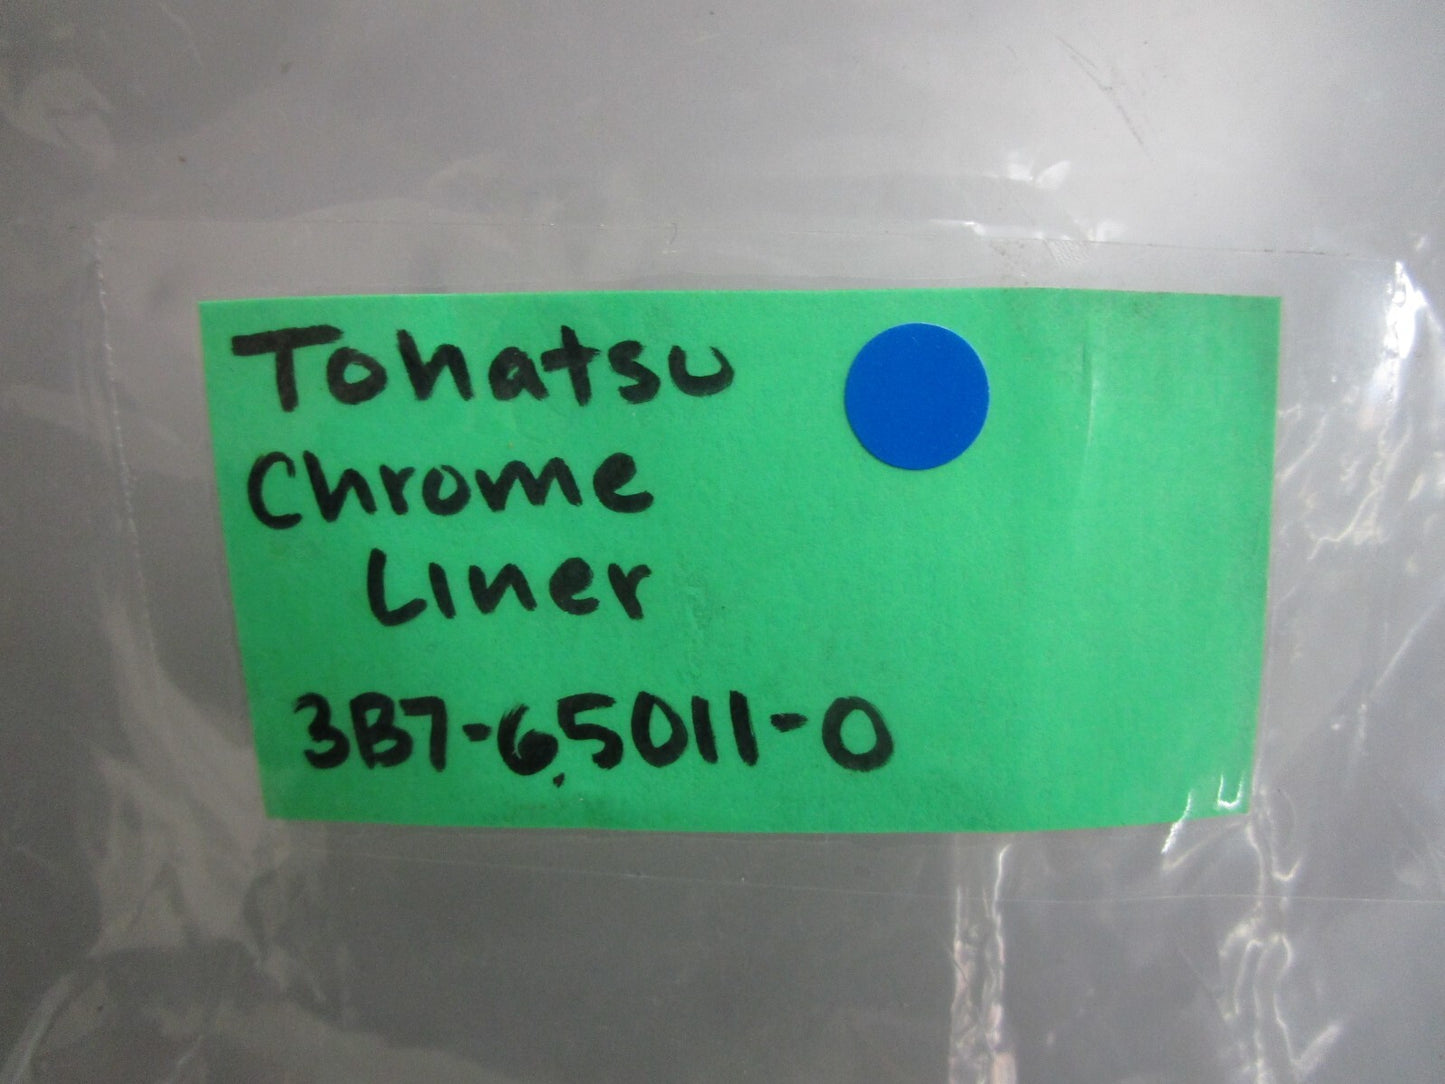 Tohatsu
Chrome
Liner
3B7-65011-0